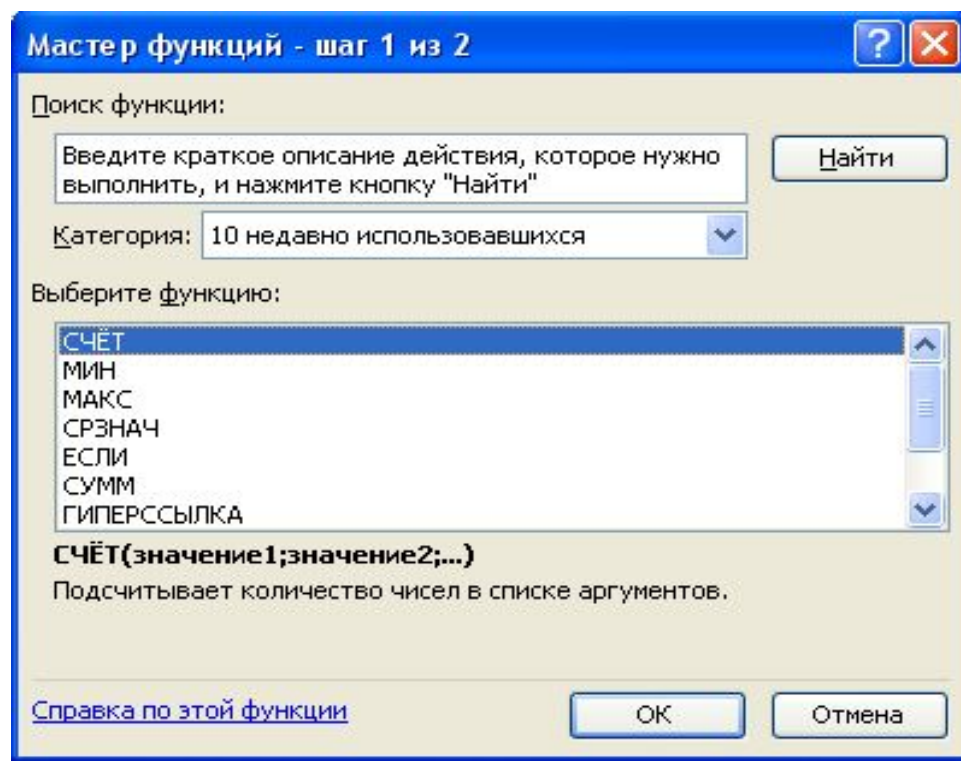 Мастер функций - шаг 1 из 2
Поиск функции:
Введите краткое описание действия, которое нужно
выполнить, и нажмите кнопку "Найти"
Найти
Категория: 10 недавно использовавшихся
Выберите функцию:
СЧЁТ
МИН
МАКС
СРЗНАЧ
ЕСЛИ
СУММ
ГИПЕРССЫЛКА
СЧЁТ(значение1;значение2;...)
Подсчитывает количество чисел в списке аргументов.
Справка по этой функции
ОК
Отмена